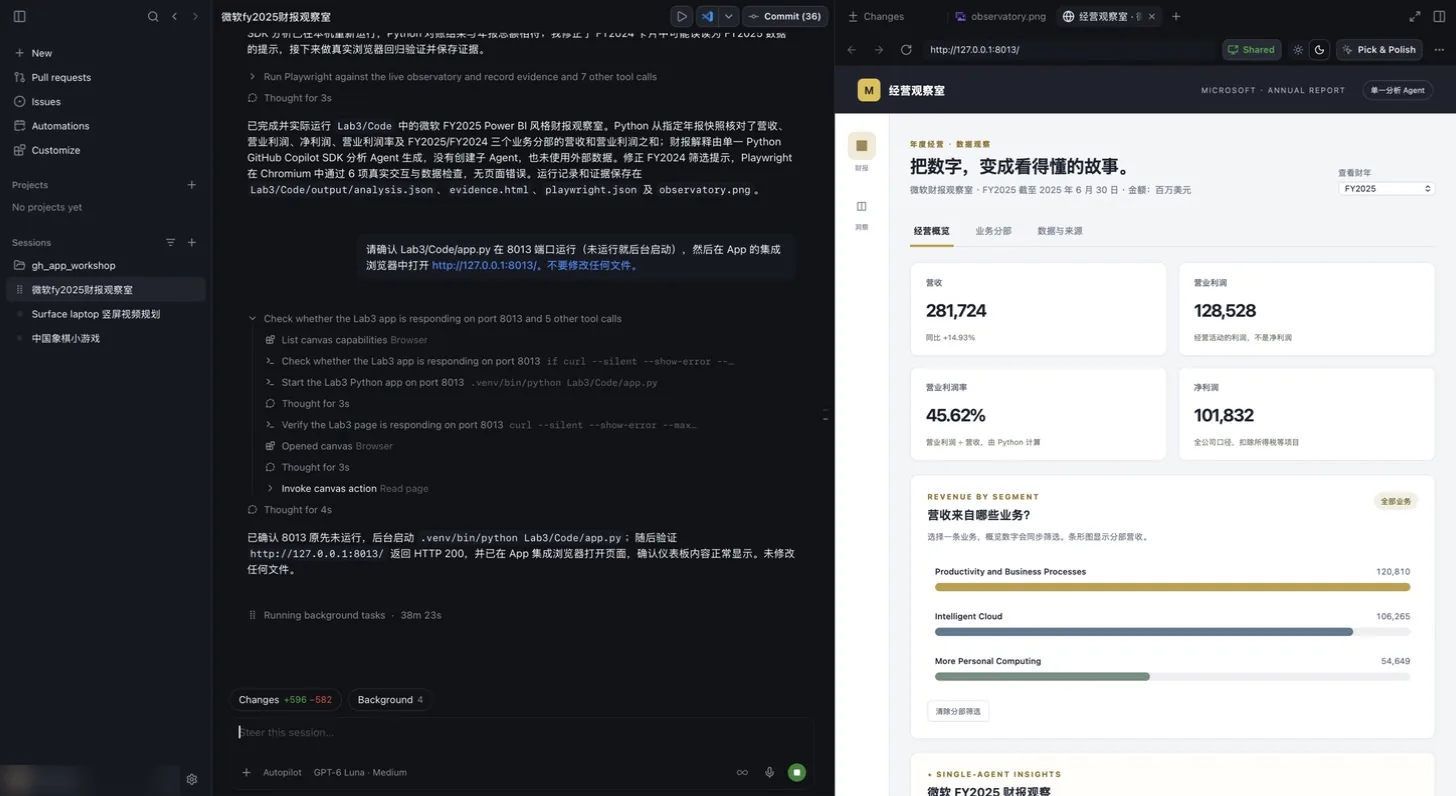 微软fy2025财报观察室
Commit (36)
Changes
observatory.png
经营观察室 ·
New
Pull requests
Issues
Automations
Customize
Projects
No projects yet
Sessions
gh_app_workshop
微软fy2025财报观察室
Surface laptop 竖屏视频规划
中国象棋小游戏
的提示，接下来做真实浏览器回归验证并保存证据。
Run Playwright against the live observatory and record evidence and 7 other tool calls
Thought for 3s
已完成并实际运行 Lab3/Code 中的微软 FY2025 Power BI 风格财报观察室。Python 从指定年报快照核对了营收、
营业利润、净利润、营业利润率及 FY2025/FY2024 三个业务分部的营收和营业利润之和；财报解释由单一 Python
GitHub Copilot SDK 分析 Agent 生成，没有创建子 Agent，也未使用外部数据。修正 FY2024 筛选提示，Playwright
在 Chromium 中通过 6 项真实交互与数据检查，无页面错误。运行记录和证据保存在
Lab3/Code/output/analysis.json 、 evidence.html 、 playwright.json 及 observatory.png 。
请确认 Lab3/Code/app.py 在 8013 端口运行（未运行就后台启动），然后在 App 的集成
浏览器中打开 http://127.0.0.1:8013/。不要修改任何文件。
Check whether the Lab3 app is responding on port 8013 and 5 other tool calls
List canvas capabilities Browser
Check whether the Lab3 app is responding on port 8013 if curl --silent --show-error --…
Start the Lab3 Python app on port 8013 .venv/bin/python Lab3/Code/app.py
Thought for 3s
Verify the Lab3 page is responding on port 8013 curl --silent --show-error --max…
Opened canvas Browser
Thought for 3s
Invoke canvas action Read page
Thought for 4s
已确认 8013 原先未运行，后台启动 .venv/bin/python Lab3/Code/app.py；随后验证
http://127.0.0.1:8013/ 返回 HTTP 200，并已在 App 集成浏览器打开页面，确认仪表板内容正常显示。未修改
任何文件。
Running background tasks · 38m 23s
Changes +596 −582
Background 4
Steer this session...
Autopilot
GPT-6 Luna · Medium
http://127.0.0.1:8013/
Shared
Pick & Polish
M
经营观察室
MICROSOFT · ANNUAL REPORT
单一分析 Agent
财报
洞察
年度经营 · 数据观察
把数字，变成看得懂的故事。
微软财报观察室 · FY2025 截至 2025 年 6 月 30 日 · 金额：百万美元
查看财年
FY2025
经营概览
业务分部
数据与来源
营收
281,724
同比 +14.93%
营业利润
128,528
经营活动的利润，不是净利润
营业利润率
45.62%
营业利润 ÷ 营收，由 Python 计算
净利润
101,832
全公司口径，扣除所得税等项目
REVENUE BY SEGMENT
全部业务
营收来自哪些业务?
选择一条业务，概览数字会同步筛选。条形图显示分部营收。
Productivity and Business Processes
120,810
Intelligent Cloud
106,265
More Personal Computing
54,649
清除分部筛选
• SINGLE-AGENT INSIGHTS
微软 FY2025 财报观察